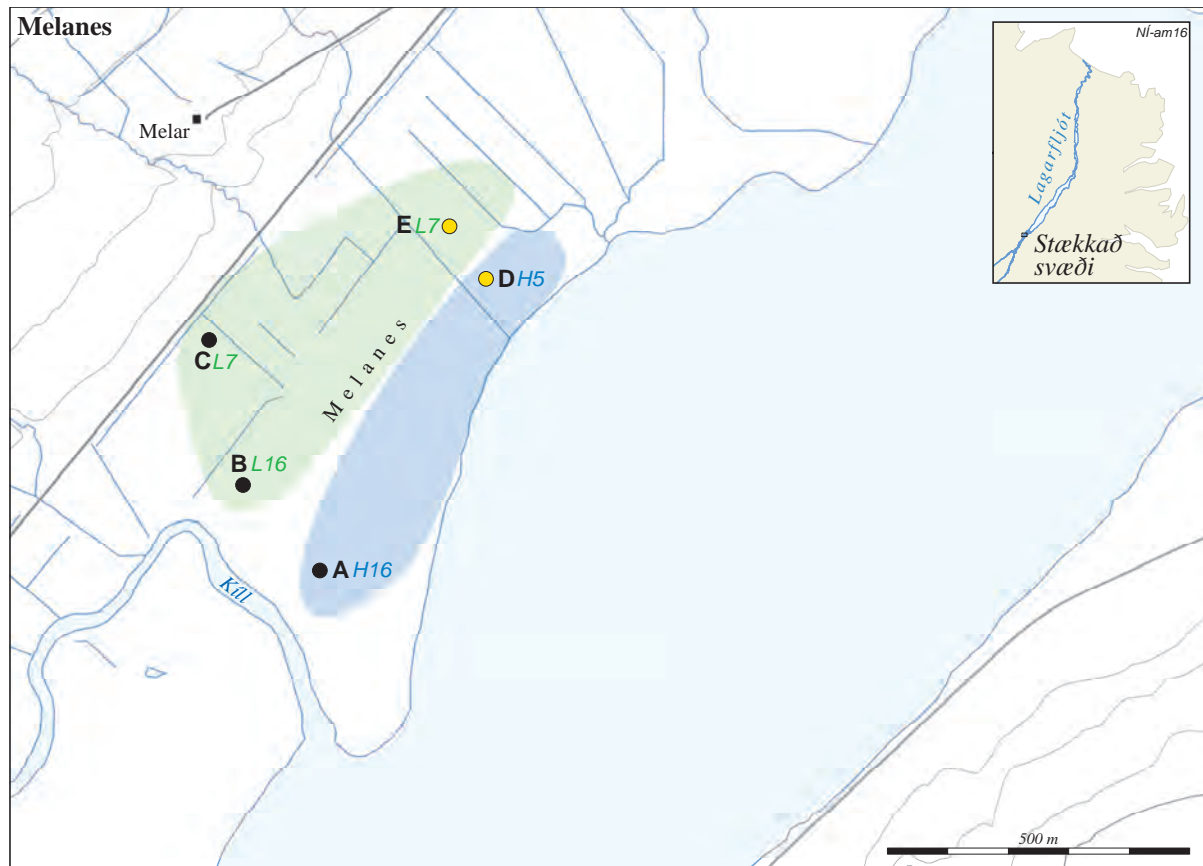 Melanes
NÍ-am16
Melar
Lagarfljót
Stækkað
svæði
E L7
D H5
Melanes
C L7
B L16
A H16
Kíll
500 m